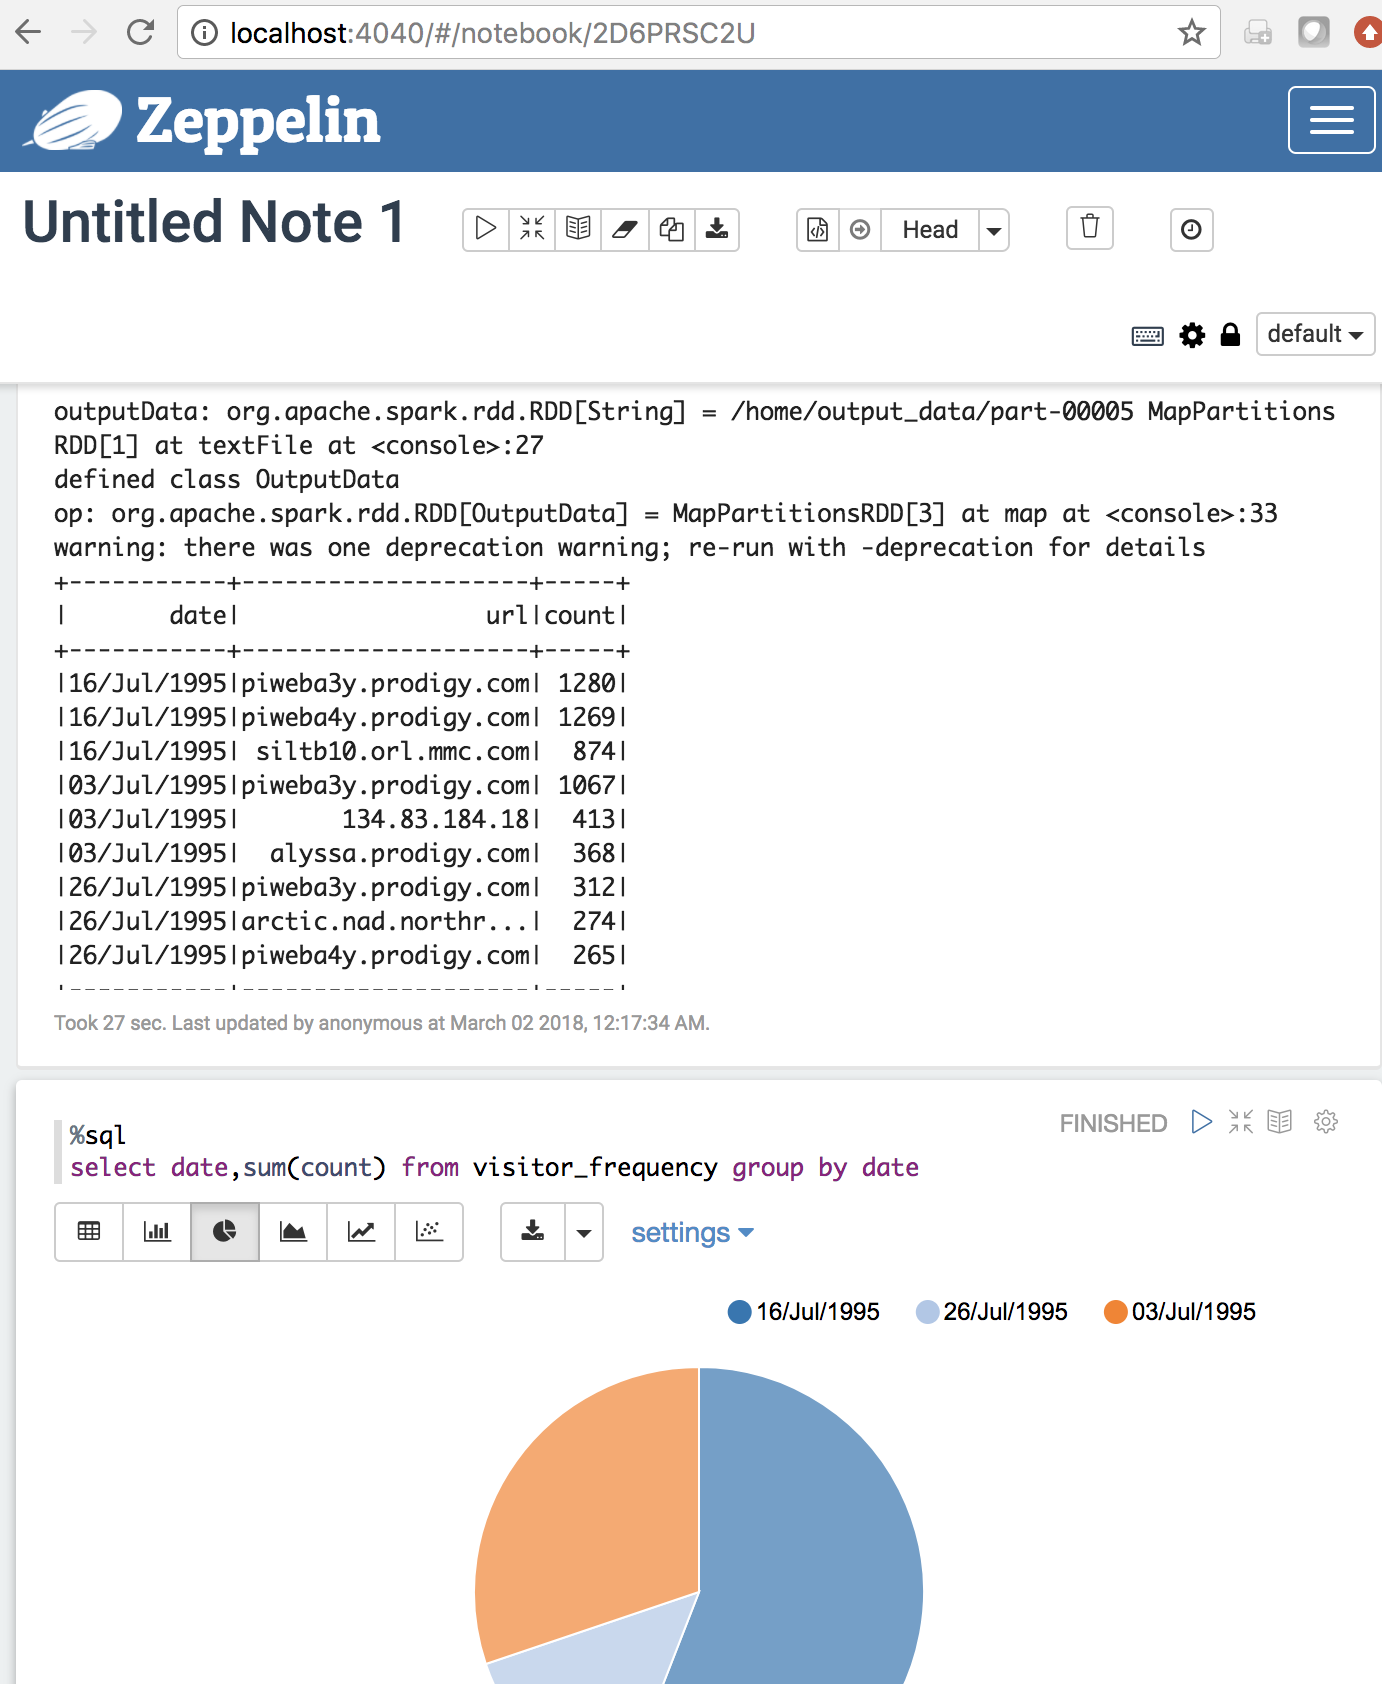 localhost:4040/#/notebook/2D6PRSC2U
Zeppelin
Untitled Note 1
Head
default
outputData: org.apache.spark.rdd.RDD[String] = /home/output_data/part-00005 MapPartitions
RDD[1] at textFile at <console>:27
defined class OutputData
op: org.apache.spark.rdd.RDD[OutputData] = MapPartitionsRDD[3] at map at <console>:33
warning: there was one deprecation warning; re-run with -deprecation for details
+-----------+--------------------+-----+
|       date|                 url|count|
+-----------+--------------------+-----+
|16/Jul/1995|piweba3y.prodigy.com| 1280|
|16/Jul/1995|piweba4y.prodigy.com| 1269|
|16/Jul/1995| siltb10.orl.mmc.com|  874|
|03/Jul/1995|piweba3y.prodigy.com| 1067|
|03/Jul/1995|       134.83.184.18|  413|
|03/Jul/1995|  alyssa.prodigy.com|  368|
|26/Jul/1995|piweba3y.prodigy.com|  312|
|26/Jul/1995|arctic.nad.northr...|  274|
|26/Jul/1995|piweba4y.prodigy.com|  265|
+-----------+--------------------+-----+
Took 27 sec. Last updated by anonymous at March 02 2018, 12:17:34 AM.
FINISHED
%sql
select date,sum(count) from visitor_frequency group by date
settings
16/Jul/1995 26/Jul/1995 03/Jul/1995